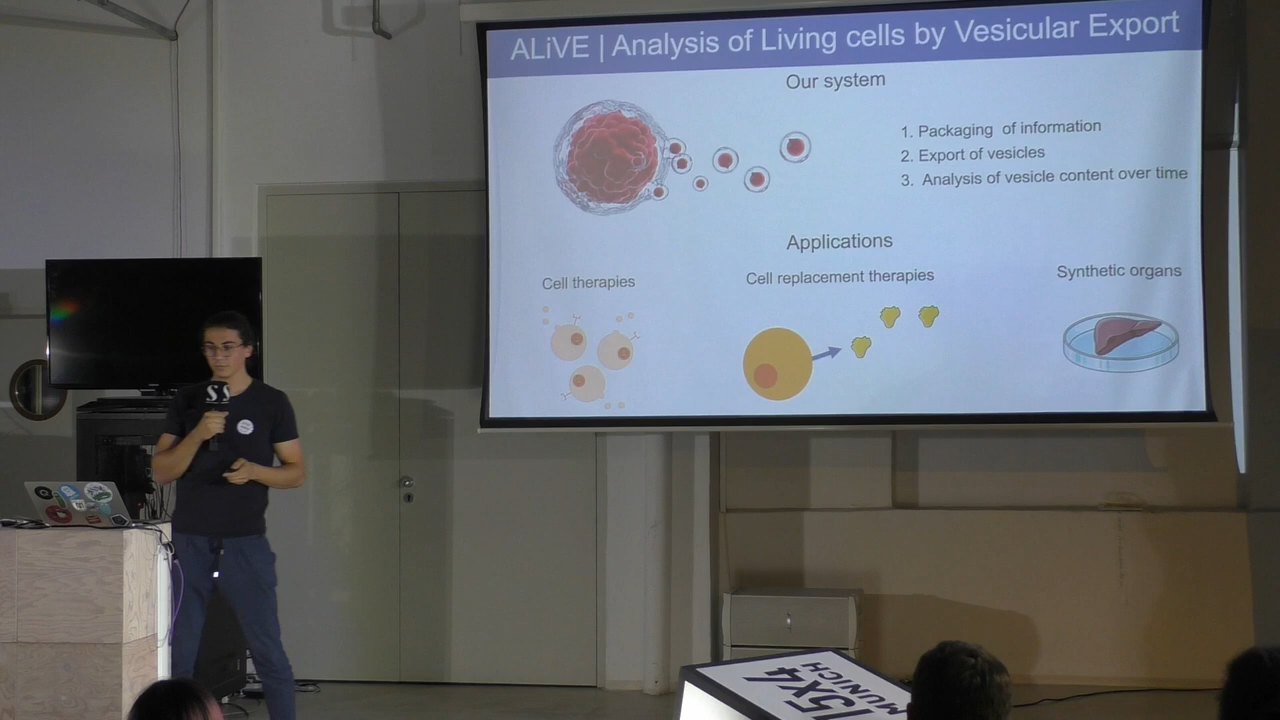 ALiVE | Analysis of Living cells by Vesicular Export
Our system
1. Packaging of information
2. Export of vesicles
3. Analysis of vesicle content over time
Applications
Cell therapies
Cell replacement therapies
Synthetic organs
15X4
MUNICH